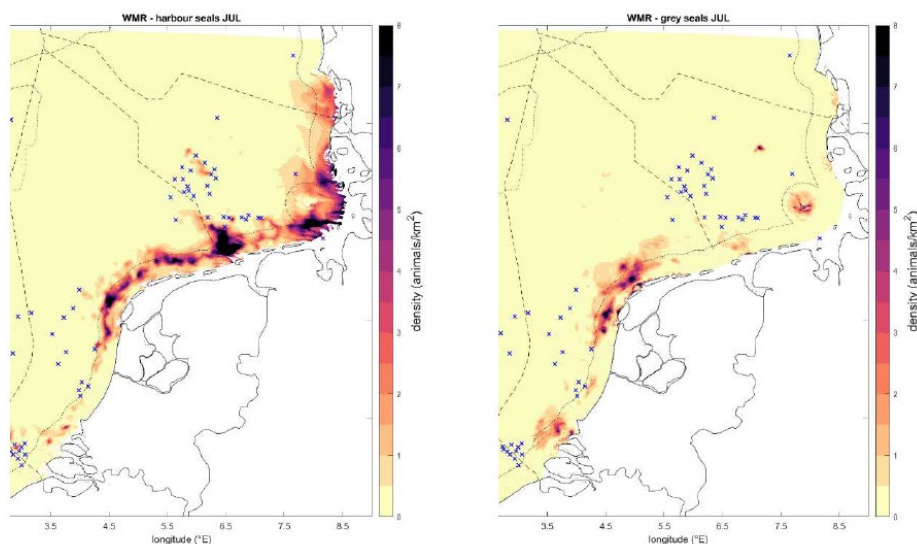 WMR - harbour seals JUL
8
7
6
5
4
3
2
1
0
density (animals/km²)
3.5 4.5 5.5 6.5 7.5 8.5
longitude (°E)
WMR - grey seals JUL
8
7
6
5
4
3
2
1
0
density (animals/km²)
3.5 4.5 5.5 6.5 7.5 8.5
longitude (°E)